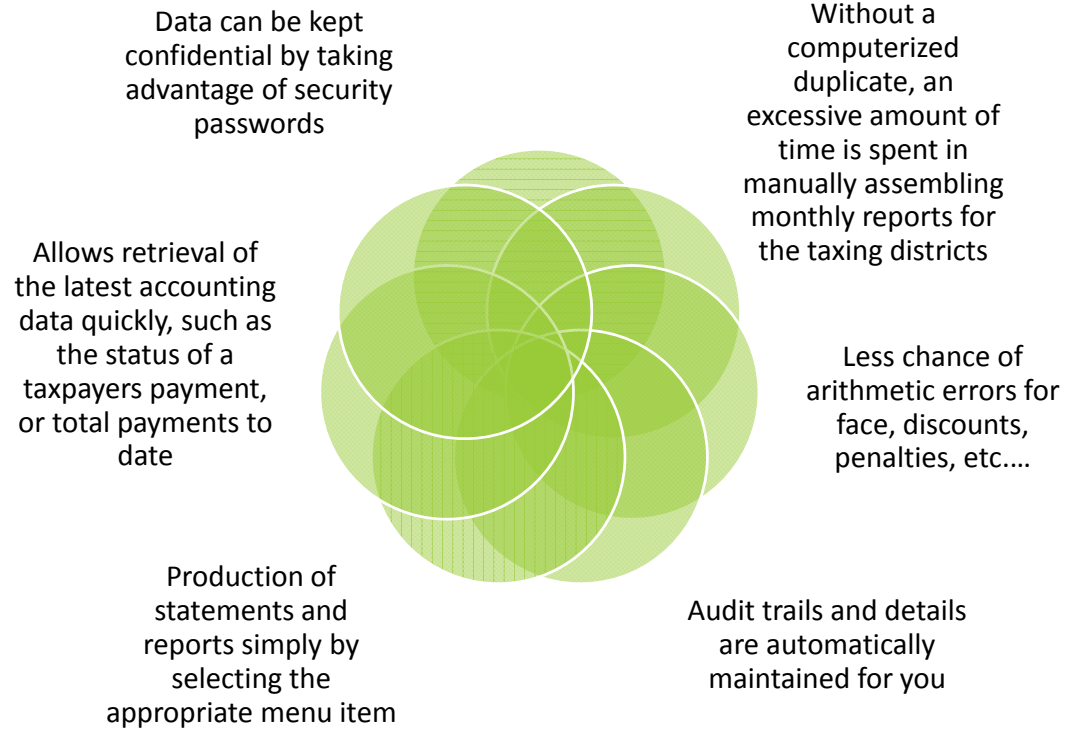 Data can be kept
confidential by taking
advantage of security
passwords
Without a
computerized
duplicate, an
excessive amount of
time is spent in
manually assembling
monthly reports for
the taxing districts
Allows retrieval of
the latest accounting
data quickly, such as
the status of a
taxpayers payment,
or total payments to
date
Less chance of
arithmetic errors for
face, discounts,
penalties, etc....
Production of
statements and
reports simply by
selecting the
appropriate menu item
Audit trails and details
are automatically
maintained for you